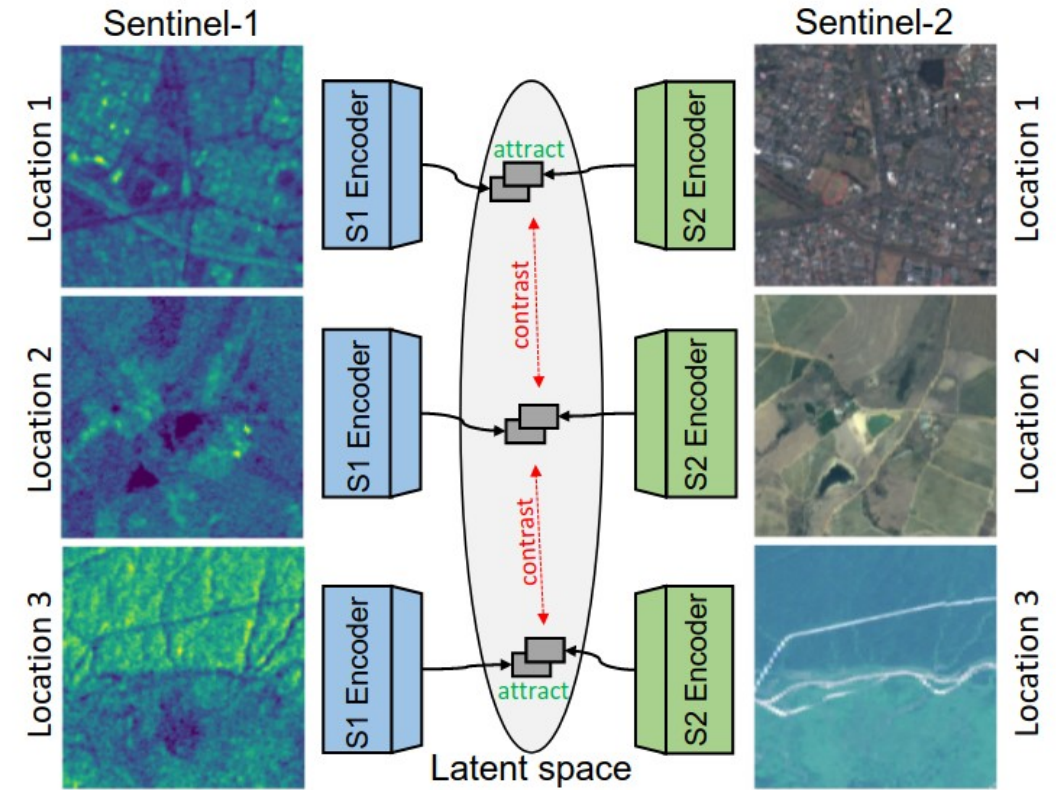 Sentinel-1
Sentinel-2
Location 1
S1 Encoder
attract
S2 Encoder
Location 1
contrast
Location 2
S1 Encoder
S2 Encoder
Location 2
contrast
Location 3
S1 Encoder
attract
S2 Encoder
Location 3
Latent space